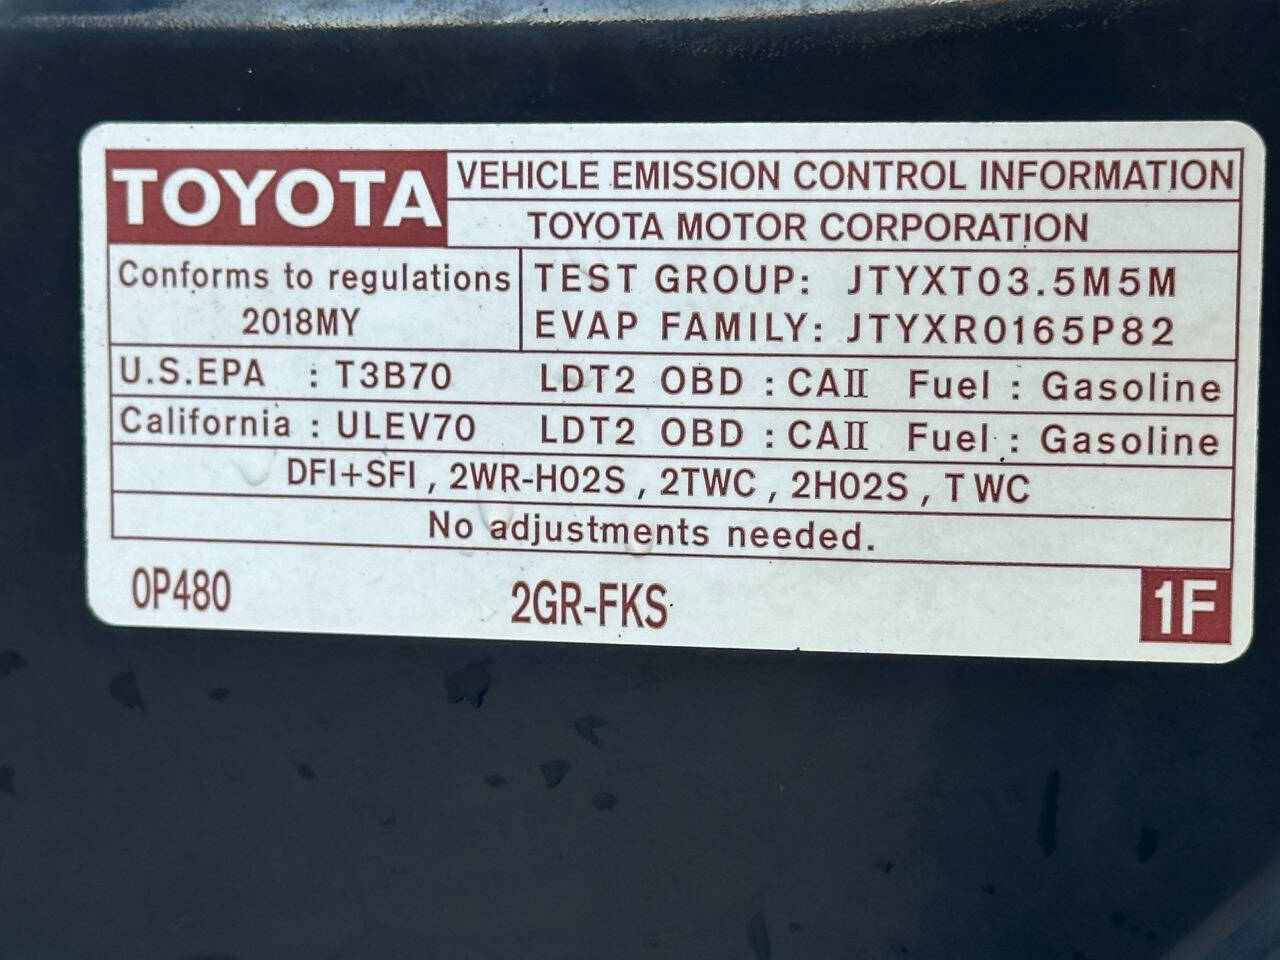 TOYOTA
VEHICLE EMISSION CONTROL INFORMATION
TOYOTA MOTOR CORPORATION
Conforms to regulations
2018MY
TEST GROUP: JTYXT03.5M5M
EVAP FAMILY: JTYXR0165P82
U.S.EPA : T3B70 LDT2 OBD : CAII Fuel : Gasoline
California : ULEV70 LDT2 OBD : CAII Fuel : Gasoline
DFI+SFI , 2WR-HO2S , 2TWC , 2HO2S , TWC
No adjustments needed.
0P480 2GR-FKS 1F